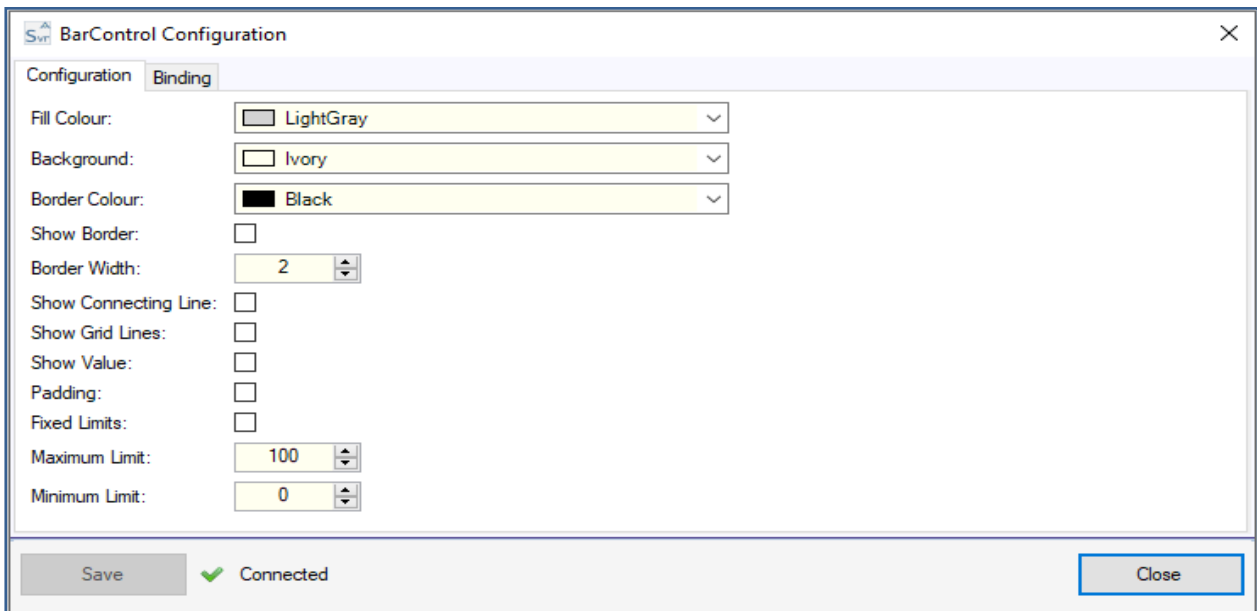 Svr BarControl Configuration
Configuration Binding
Fill Colour: LightGray
Background: Ivory
Border Colour: Black
Show Border:
Border Width: 2
Show Connecting Line:
Show Grid Lines:
Show Value:
Padding:
Fixed Limits:
Maximum Limit: 100
Minimum Limit: 0
Save Connected Close